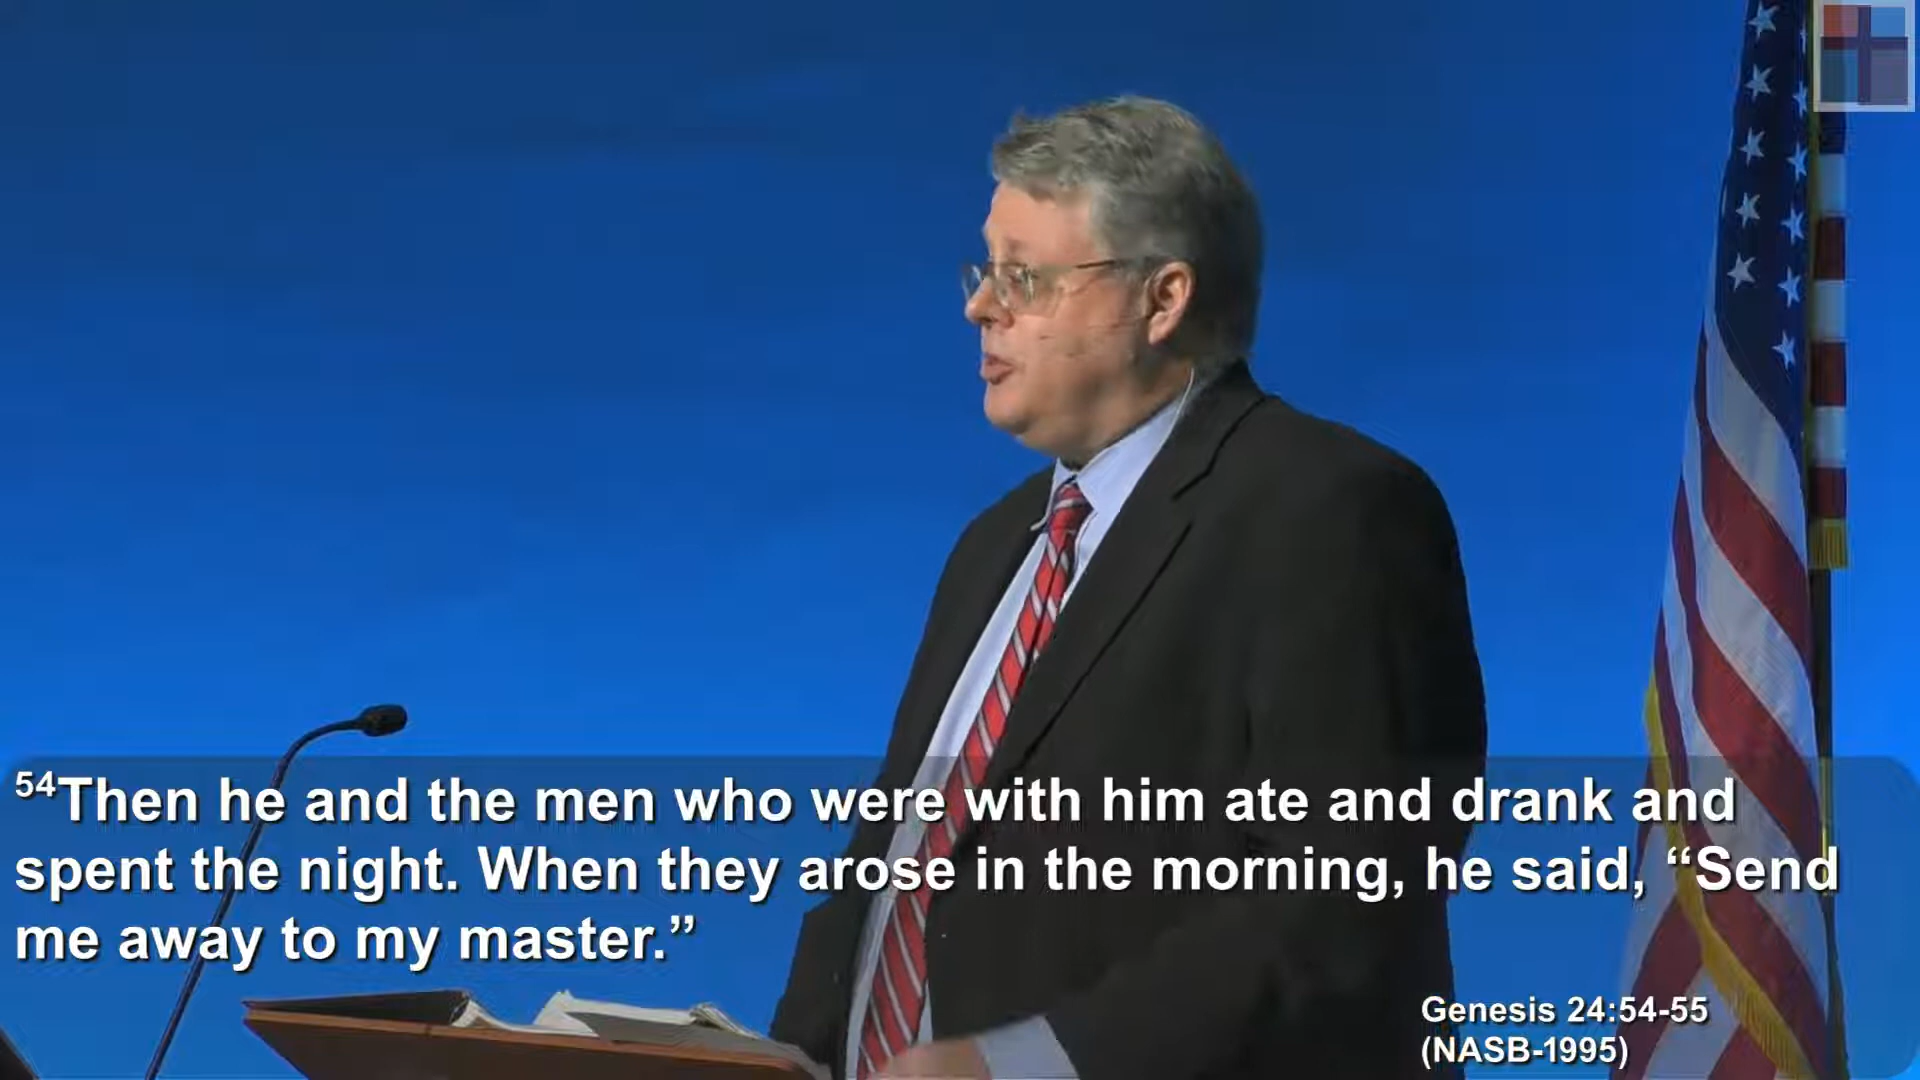 54Then he and the men who were with him ate and drank and
spent the night. When they arose in the morning, he said, “Send
me away to my master.”
Genesis 24:54-55
(NASB-1995)